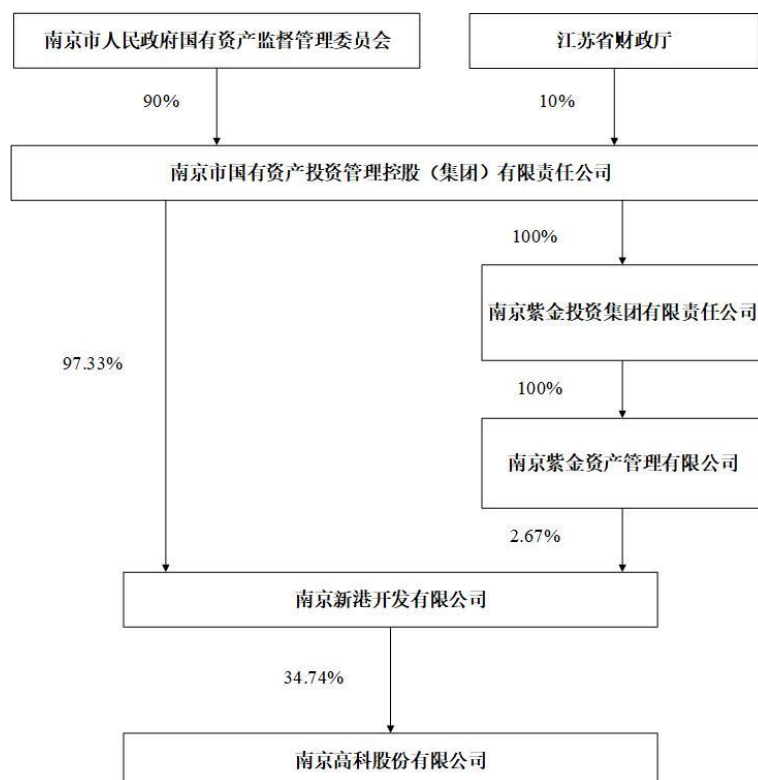 南京市人民政府国有资产监督管理委员会
江苏省财政厅
90%
10%
南京市国有资产投资管理控股（集团）有限责任公司
100%
南京紫金投资集团有限责任公司
97.33%
100%
南京紫金资产管理有限公司
2.67%
南京新港开发有限公司
34.74%
南京高科股份有限公司